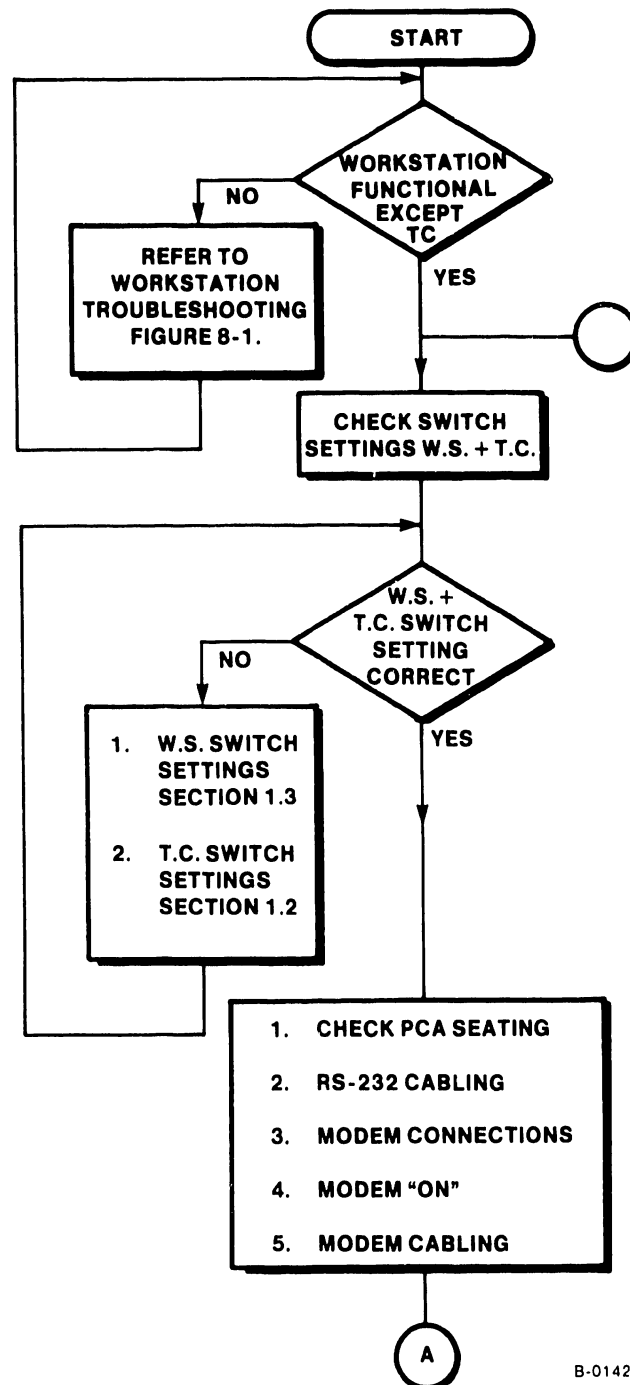 START
WORKSTATION
FUNCTIONAL
EXCEPT
TC
NO
YES
REFER TO
WORKSTATION
TROUBLESHOOTING
FIGURE 8-1.
CHECK SWITCH
SETTINGS W.S. + T.C.
W.S. +
T.C. SWITCH
SETTING
CORRECT
NO
YES
1. W.S. SWITCH
SETTINGS
SECTION 1.3
2. T.C. SWITCH
SETTINGS
SECTION 1.2
1. CHECK PCA SEATING
2. RS-232 CABLING
3. MODEM CONNECTIONS
4. MODEM “ON”
5. MODEM CABLING
A
B-0142